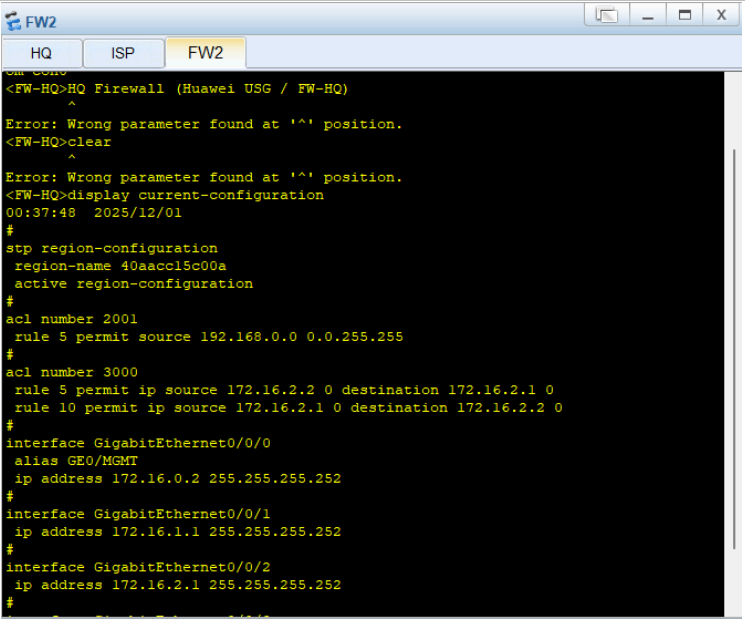 FW2
HQ
ISP
FW2
<FW-HQ>HQ Firewall (Huawei USG / FW-HQ)
^
Error: Wrong parameter found at '^' position.
<FW-HQ>clear
^
Error: Wrong parameter found at '^' position.
<FW-HQ>display current-configuration
00:37:48  2025/12/01
#
stp region-configuration
 region-name 40aacc15c00a
 active region-configuration
#
acl number 2001
 rule 5 permit source 192.168.0.0 0.0.255.255
#
acl number 3000
 rule 5 permit ip source 172.16.2.2 0 destination 172.16.2.1 0
 rule 10 permit ip source 172.16.2.1 0 destination 172.16.2.2 0
#
interface GigabitEthernet0/0/0
 alias GE0/MGMT
 ip address 172.16.0.2 255.255.255.252
#
interface GigabitEthernet0/0/1
 ip address 172.16.1.1 255.255.255.252
#
interface GigabitEthernet0/0/2
 ip address 172.16.2.1 255.255.255.252
#